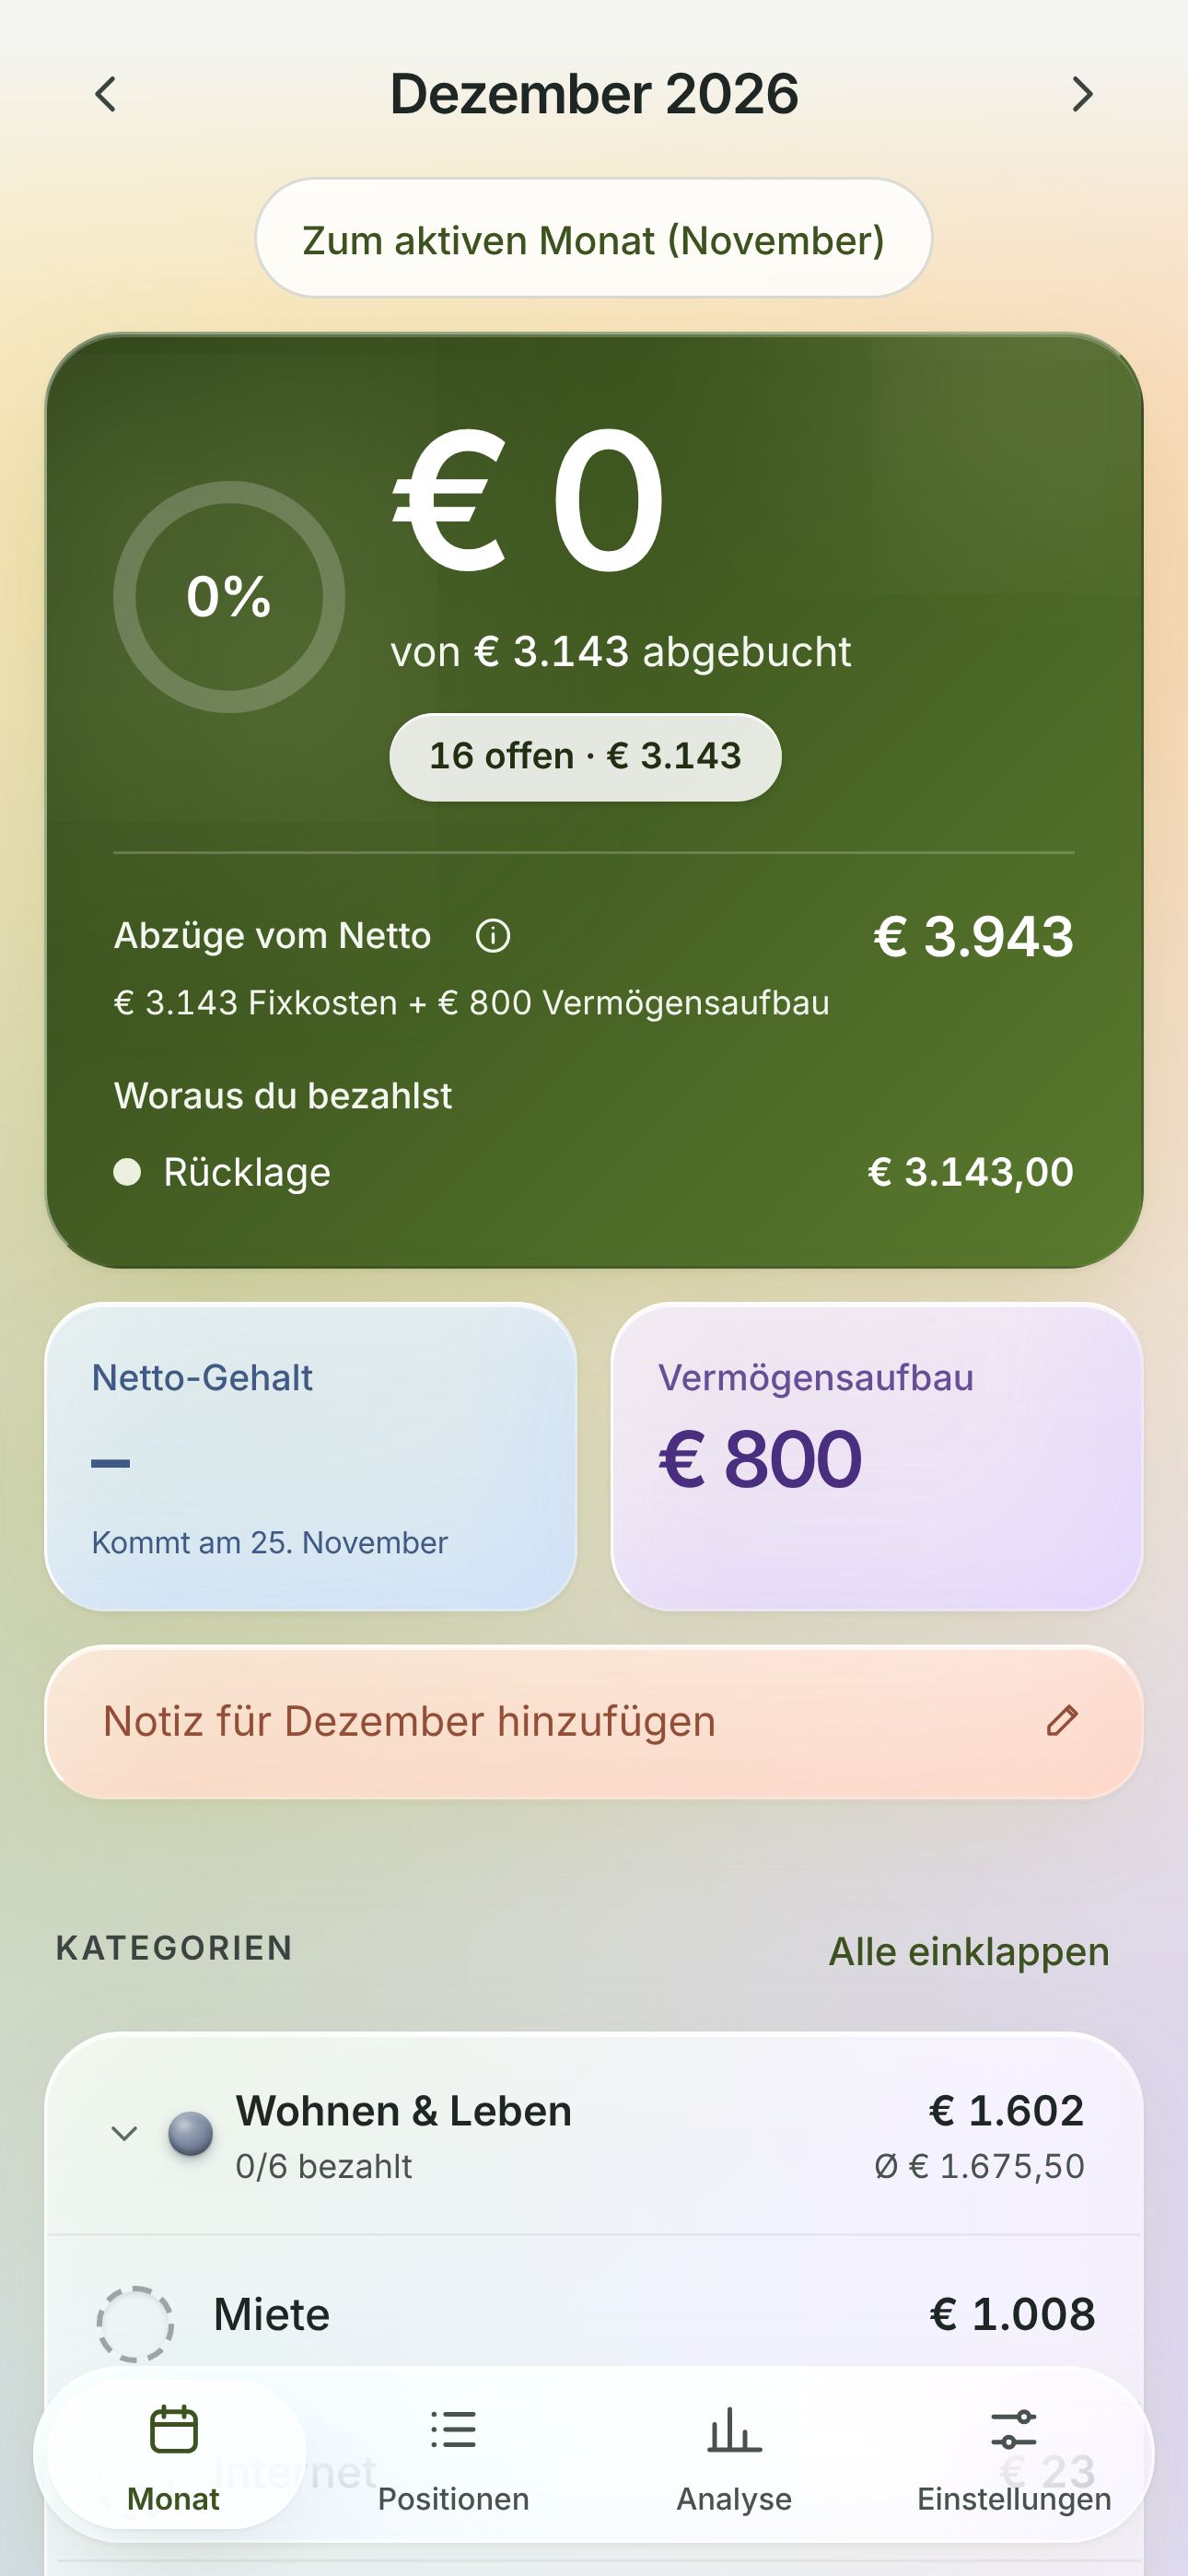 Dezember 2026
Zum aktiven Monat (November)
€ 0
0%
von € 3.143 abgebucht
16 offen · € 3.143
Abzüge vom Netto € 3.943
€ 3.143 Fixkosten + € 800 Vermögensaufbau
Woraus du bezahlst
Rücklage € 3.143,00
Netto-Gehalt
–
Kommt am 25. November
Vermögensaufbau
€ 800
Notiz für Dezember hinzufügen
KATEGORIEN Alle einklappen
Wohnen & Leben € 1.602
0/6 bezahlt Ø € 1.675,50
Miete € 1.008
Internet € 23
Monat Positionen Analyse Einstellungen